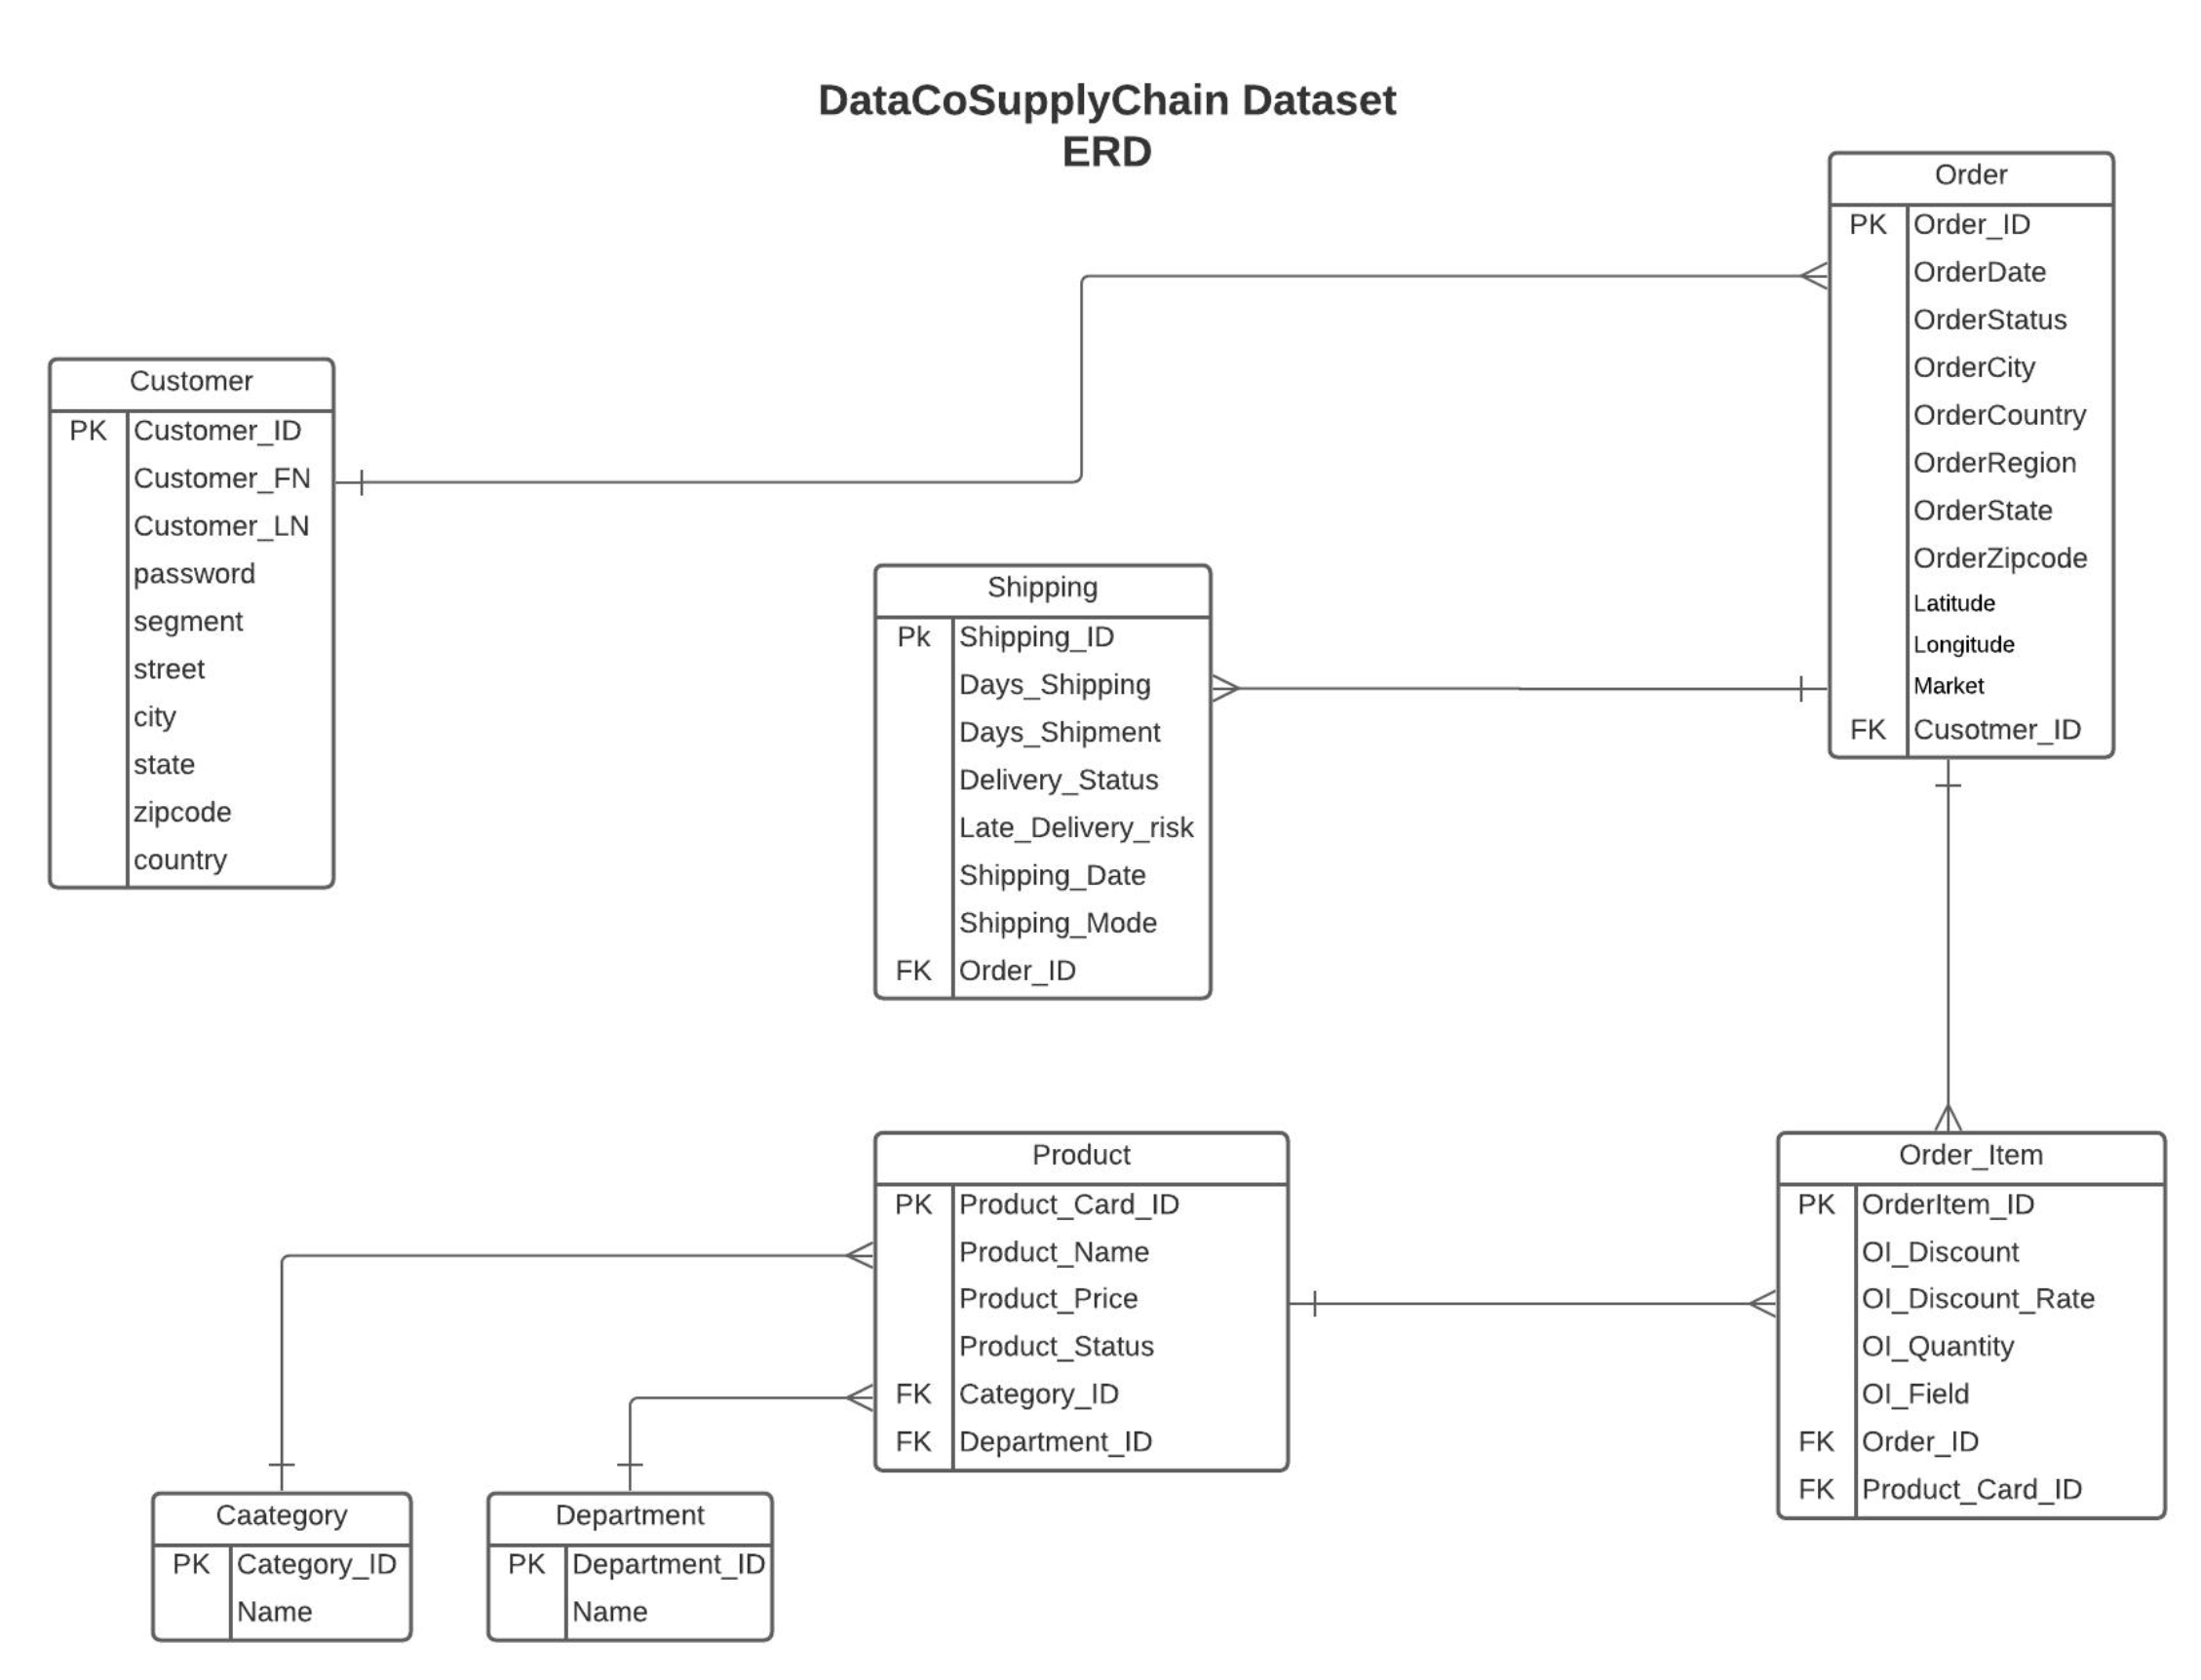 DataCoSupplyChain Dataset
ERD
Order
PK Order_ID
OrderDate
OrderStatus
OrderCity
OrderCountry
OrderRegion
OrderState
OrderZipcode
Latitude
Longitude
Market
FK Cusotmer_ID
Customer
PK Customer_ID
Customer_FN
Customer_LN
password
segment
street
city
state
zipcode
country
Shipping
Pk Shipping_ID
Days_Shipping
Days_Shipment
Delivery_Status
Late_Delivery_risk
Shipping_Date
Shipping_Mode
FK Order_ID
Product
PK Product_Card_ID
Product_Name
Product_Price
Product_Status
FK Category_ID
FK Department_ID
Order_Item
PK OrderItem_ID
OI_Discount
OI_Discount_Rate
OI_Quantity
OI_Field
FK Order_ID
FK Product_Card_ID
Caategory
PK Category_ID
Name
Department
PK Department_ID
Name